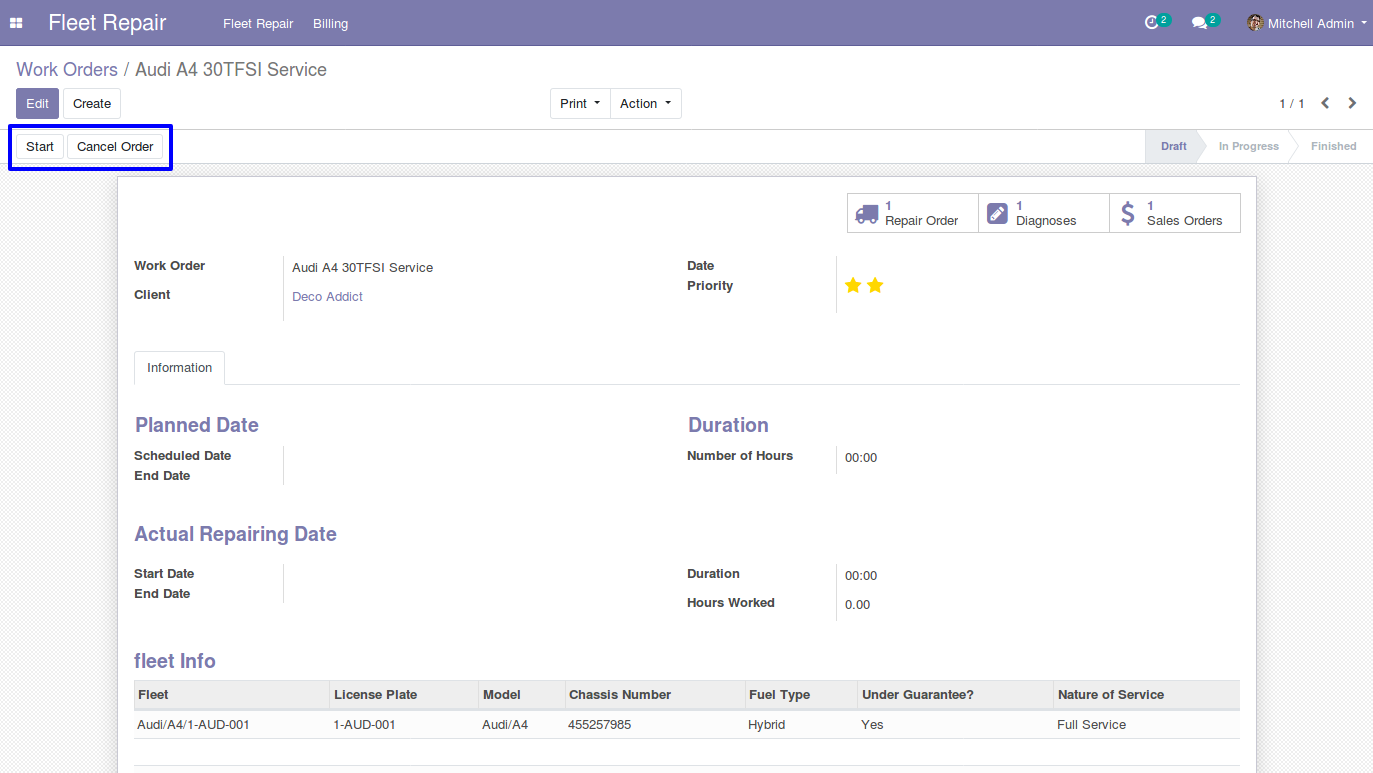 Fleet Repair Fleet Repair Billing 2 2 Mitchell Admin
Work Orders / Audi A4 30TFSI Service
Edit Create Print Action 1 / 1
Start Cancel Order Draft In Progress Finished
1 Repair Order 1 Diagnoses 1 Sales Orders
Work Order Audi A4 30TFSI Service Date
Client Deco Addict Priority
Information
Planned Date Duration
Scheduled Date Number of Hours 00:00
End Date
Actual Repairing Date
Start Date Duration 00:00
End Date Hours Worked 0.00
fleet Info
Fleet License Plate Model Chassis Number Fuel Type Under Guarantee? Nature of Service
Audi/A4/1-AUD-001 1-AUD-001 Audi/A4 455257985 Hybrid Yes Full Service